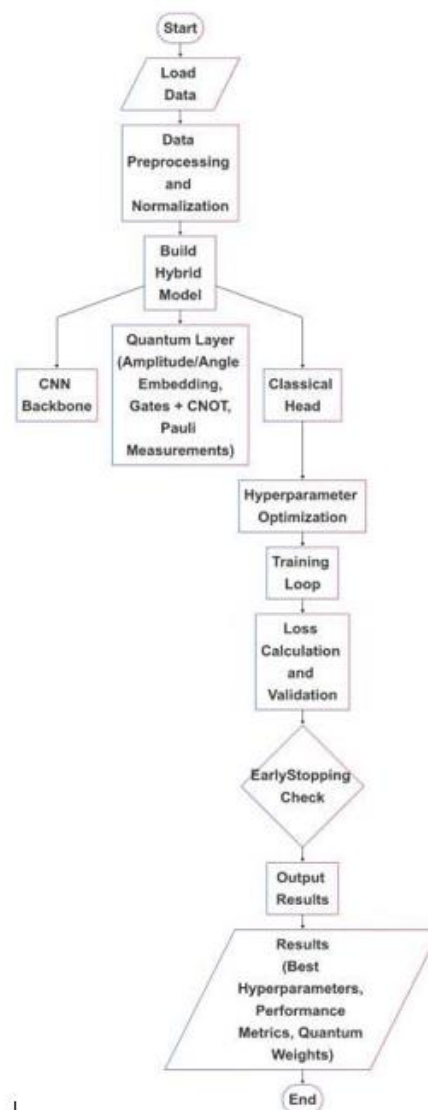 Start
Load
Data
Data
Preprocessing
and
Normalization
Build
Hybrid
Model
CNN
Backbone
Quantum Layer
(Amplitude/Angle
Embedding,
Gates + CNOT,
Pauli
Measurements)
Classical
Head
Hyperparameter
Optimization
Training
Loop
Loss
Calculation
and
Validation
EarlyStopping
Check
Output
Results
Results
(Best
Hyperparameters,
Performance
Metrics, Quantum
Weights)
End